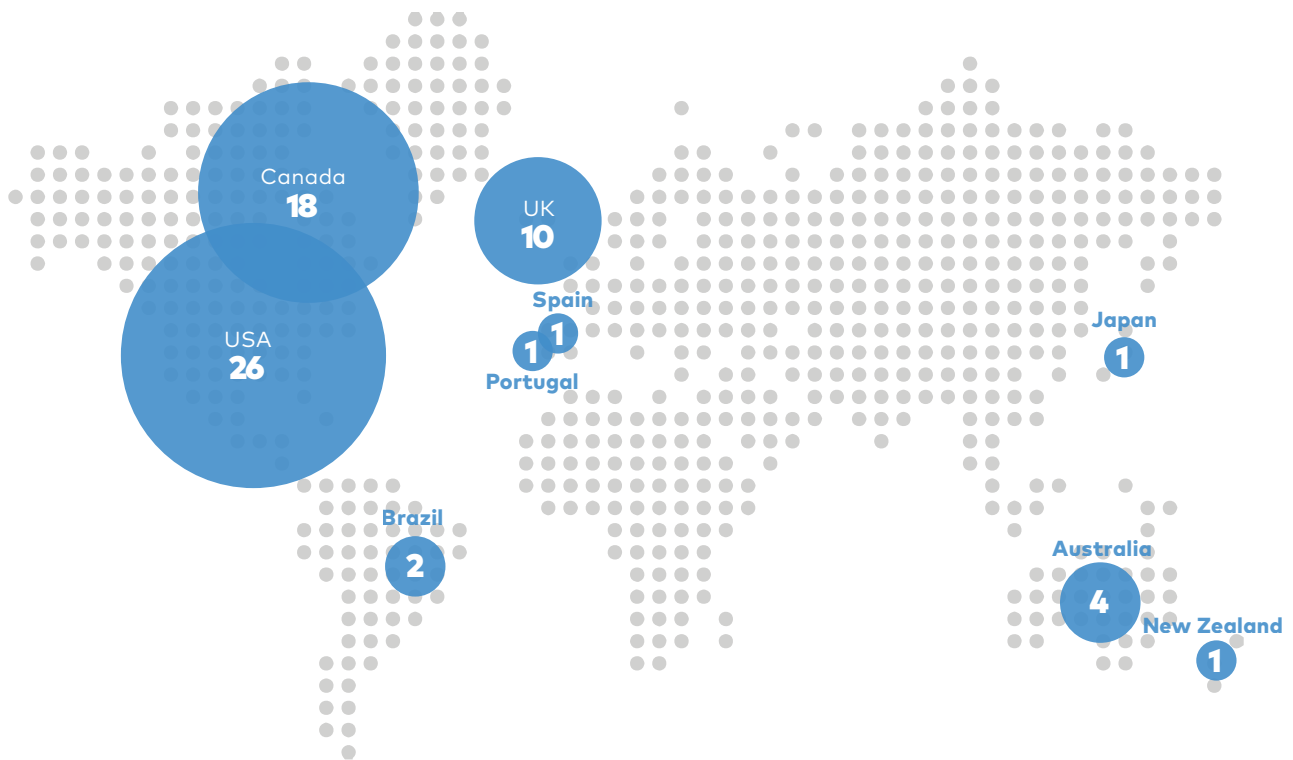 Canada
18
UK
10
Spain
1
1
Portugal
USA
26
Japan
1
Brazil
2
Australia
4
New Zealand
1